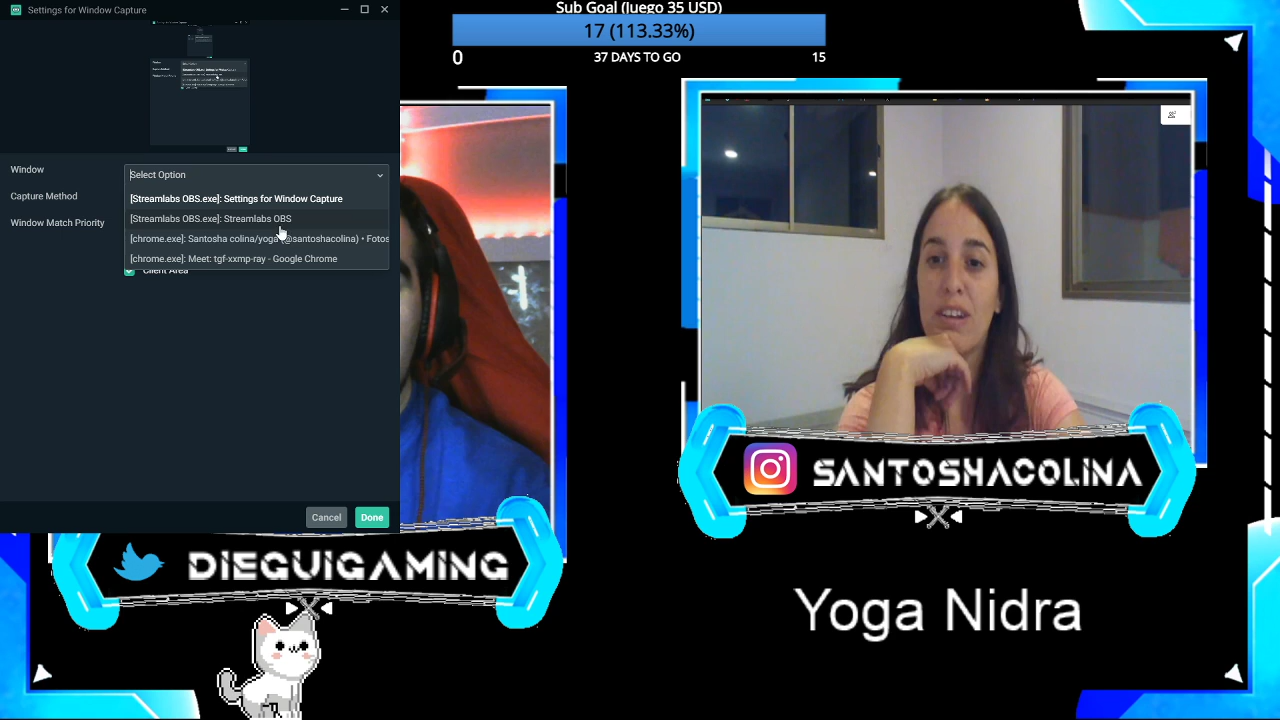 Settings for Window Capture
Window
Select Option
[Streamlabs OBS.exe]: Settings for Window Capture
Capture Method
[Streamlabs OBS.exe]: Streamlabs OBS
Window Match Priority
[chrome.exe]: Santosha colina/yoga (@santoshacolina) • Fotos
[chrome.exe]: Meet: tgf-xxmp-ray - Google Chrome
Client Area
Cancel
Done
Sub Goal (Juego 35 USD)
17 (113.33%)
0
37 DAYS TO GO
15
SANTOSHACOLINA
DIEGUIGAMING
Yoga Nidra